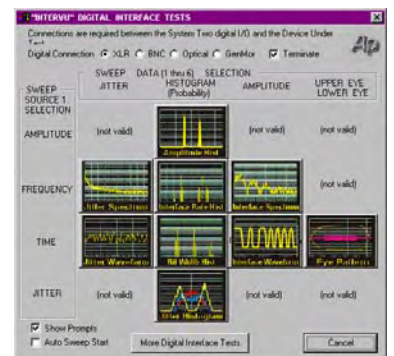 "INTERVU" DIGITAL INTERFACE TESTS
Connections are required between the System Two digital I/O and the Device Under
Test
Digital Connection XLR BNC Optical GenMon Terminate
Ap
SWEEP DATA (1 thru 6) SELECTION
SWEEP SOURCE 1 SELECTION
JITTER
HISTOGRAM (Probability)
AMPLITUDE
UPPER EYE
LOWER EYE
AMPLITUDE (not valid) Amplitude Hist (not valid) (not valid)
FREQUENCY Jitter Spectrum Interface Rate Hist Interface Spectrum (not valid)
TIME Jitter Waveform Bit Width Hist Interface Waveform Eye Pattern
JITTER (not valid) Jitter Histogram (not valid) (not valid)
Show Prompts
Auto Sweep Start
More Digital Interface Tests
Cancel